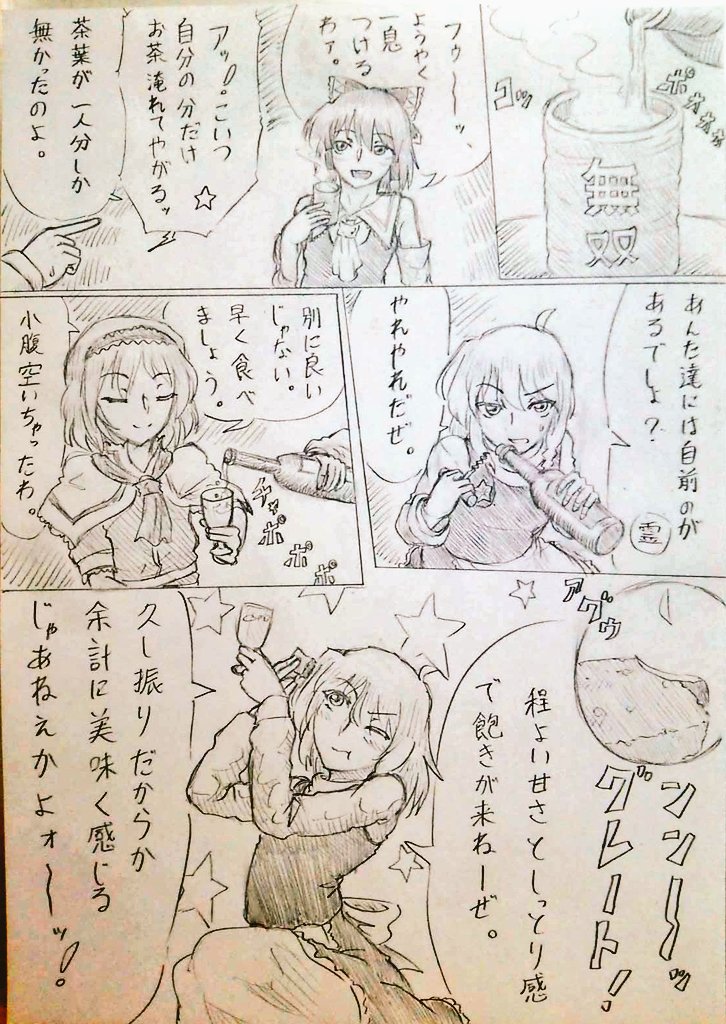 ポウウウゥ
コッ
無双
フゥ〜ッ、
ようやく
一息
つける
わァ。
アッ!こいつ
自分の分だけ
お茶淹れてやがるッ
茶葉が一人分しか
無かったのよ。
あんた達には自前のが
あるでしょ?
霊
やれやれだぜ。
別に良い
じゃない。
早く食べ
ましょう。
チャポポポ
小腹空いちゃったわ。
アグゥ
ンンン〜ッ
グレート!
程よい甘さとしっとり感
で飽きが来ねーぜ。
久し振りだからか
余計に美味く感じる
じゃあねえかよォ〜ッ!